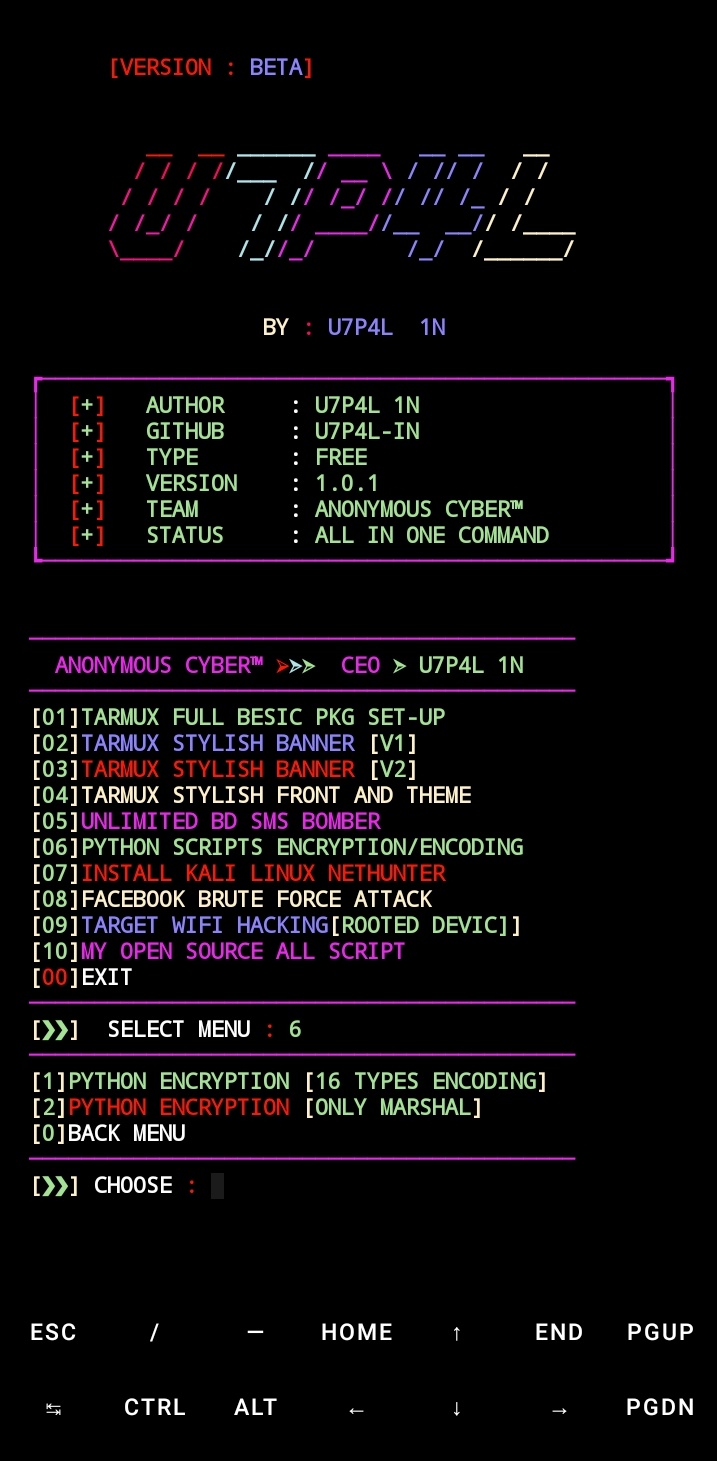 [VERSION : BETA]
U7P4L
BY : U7P4L  1N
[+] AUTHOR : U7P4L 1N
[+] GITHUB : U7P4L-IN
[+] TYPE : FREE
[+] VERSION : 1.0.1
[+] TEAM : ANONYMOUS CYBER™
[+] STATUS : ALL IN ONE COMMAND
ANONYMOUS CYBER™ ➤➤➤ CEO ➤ U7P4L 1N
[01]TARMUX FULL BESIC PKG SET-UP
[02]TARMUX STYLISH BANNER [V1]
[03]TARMUX STYLISH BANNER [V2]
[04]TARMUX STYLISH FRONT AND THEME
[05]UNLIMITED BD SMS BOMBER
[06]PYTHON SCRIPTS ENCRYPTION/ENCODING
[07]INSTALL KALI LINUX NETHUNTER
[08]FACEBOOK BRUTE FORCE ATTACK
[09]TARGET WIFI HACKING[ROOTED DEVIC]]
[10]MY OPEN SOURCE ALL SCRIPT
[00]EXIT
[❯❯] SELECT MENU : 6
[1]PYTHON ENCRYPTION [16 TYPES ENCODING]
[2]PYTHON ENCRYPTION [ONLY MARSHAL]
[0]BACK MENU
[❯❯] CHOOSE :
ESC / — HOME ↑ END PGUP
↹ CTRL ALT ← ↓ → PGDN